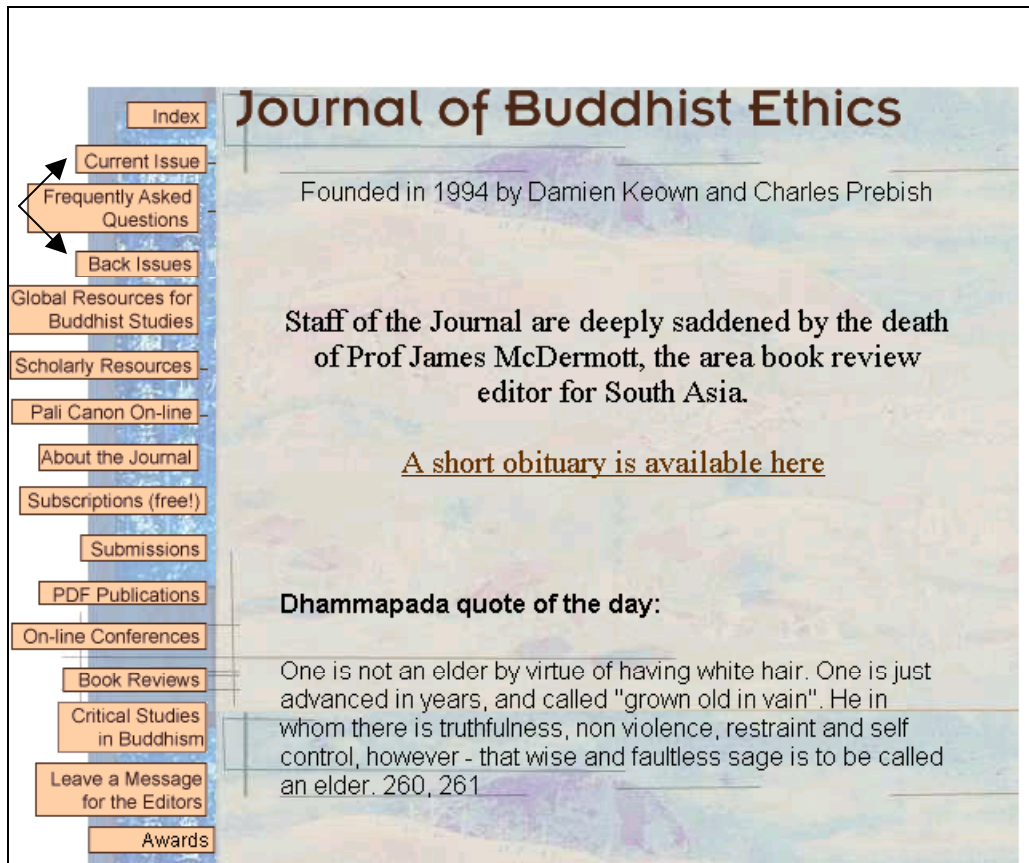 Index
Current Issue
Frequently Asked
Questions
Back Issues
Global Resources for
Buddhist Studies
Scholarly Resources
Pali Canon On-line
About the Journal
Subscriptions (free!)
Submissions
PDF Publications
On-line Conferences
Book Reviews
Critical Studies
in Buddhism
Leave a Message
for the Editors
Awards
Journal of Buddhist Ethics
Founded in 1994 by Damien Keown and Charles Prebish
Staff of the Journal are deeply saddened by the death
of Prof James McDermott, the area book review
editor for South Asia.
A short obituary is available here
Dhammapada quote of the day:
One is not an elder by virtue of having white hair. One is just
advanced in years, and called "grown old in vain". He in
whom there is truthfulness, non violence, restraint and self
control, however - that wise and faultless sage is to be called
an elder. 260, 261